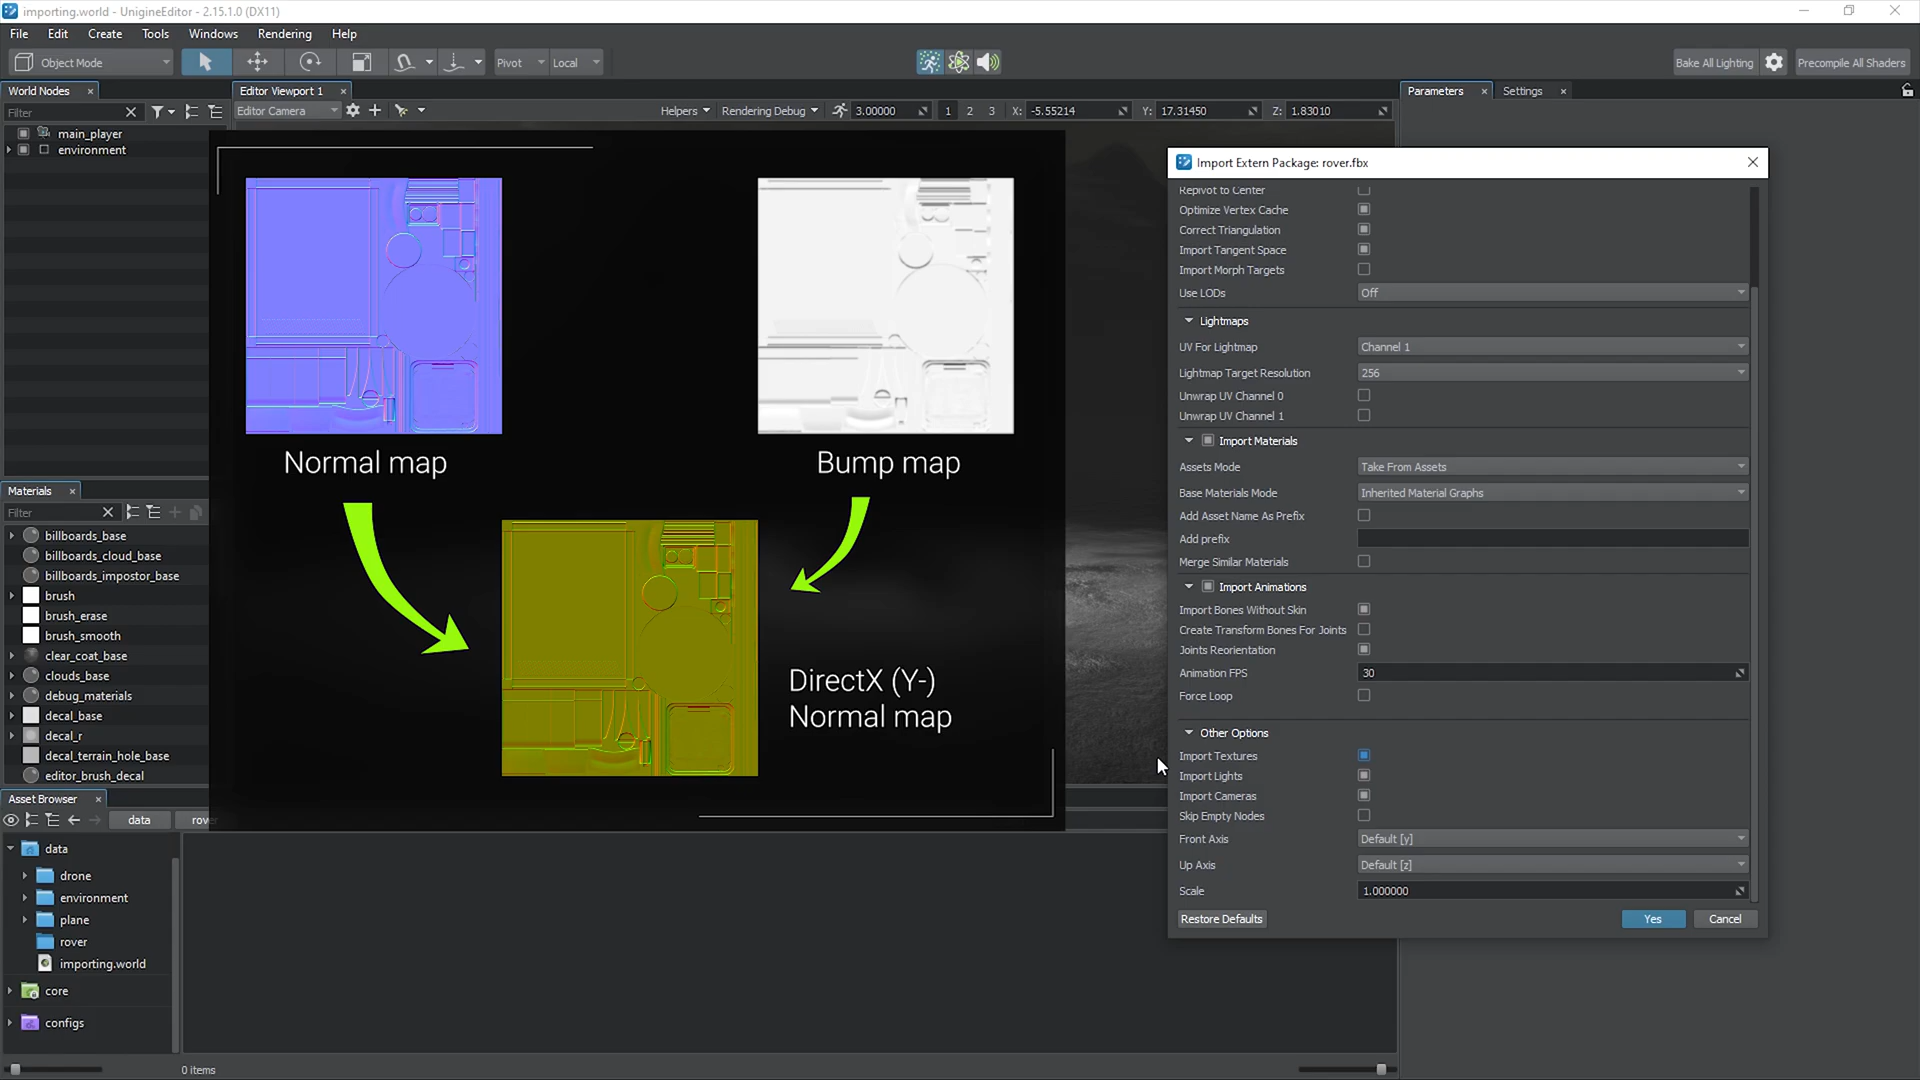 importing.world - UnigineEditor - 2.15.1.0 (DX11)
File Edit Create Tools Windows Rendering Help
Object Mode Pivot Local Bake All Lighting Precompile All Shaders
World Nodes
Filter
main_player
environment
Editor Viewport 1
Editor Camera Helpers Rendering Debug 3.00000 1 2 3 X: -5.55214 Y: 17.31450 Z: 1.83010
Parameters Settings
Normal map
Bump map
DirectX (Y-)
Normal map
Materials
Filter
billboards_base
billboards_cloud_base
billboards_impostor_base
brush
brush_erase
brush_smooth
clear_coat_base
clouds_base
debug_materials
decal_base
decal_r
decal_terrain_hole_base
editor_brush_decal
Asset Browser
data rover
data
drone
environment
plane
rover
importing.world
core
configs
0 items
Import Extern Package: rover.fbx
Repivot to Center
Optimize Vertex Cache
Correct Triangulation
Import Tangent Space
Import Morph Targets
Use LODs Off
Lightmaps
UV For Lightmap Channel 1
Lightmap Target Resolution 256
Unwrap UV Channel 0
Unwrap UV Channel 1
Import Materials
Assets Mode Take From Assets
Base Materials Mode Inherited Material Graphs
Add Asset Name As Prefix
Add prefix
Merge Similar Materials
Import Animations
Import Bones Without Skin
Create Transform Bones For Joints
Joints Reorientation
Animation FPS 30
Force Loop
Other Options
Import Textures
Import Lights
Import Cameras
Skip Empty Nodes
Front Axis Default [y]
Up Axis Default [z]
Scale 1.000000
Restore Defaults Yes Cancel